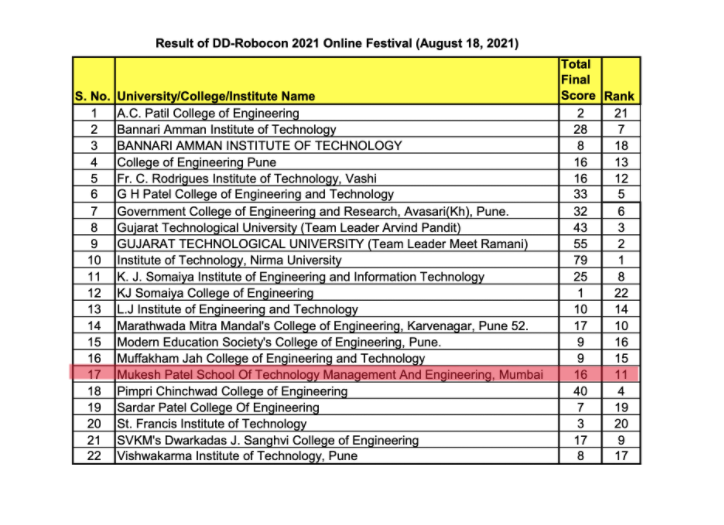 Result of DD-Robocon 2021 Online Festival (August 18, 2021)
S. No. University/College/Institute Name Total Final Score Rank
1 A.C. Patil College of Engineering 2 21
2 Bannari Amman Institute of Technology 28 7
3 BANNARI AMMAN INSTITUTE OF TECHNOLOGY 8 18
4 College of Engineering Pune 16 13
5 Fr. C. Rodrigues Institute of Technology, Vashi 16 12
6 G H Patel College of Engineering and Technology 33 5
7 Government College of Engineering and Research, Avasari(Kh), Pune. 32 6
8 Gujarat Technological University (Team Leader Arvind Pandit) 43 3
9 GUJARAT TECHNOLOGICAL UNIVERSITY (Team Leader Meet Ramani) 55 2
10 Institute of Technology, Nirma University 79 1
11 K. J. Somaiya Institute of Engineering and Information Technology 25 8
12 KJ Somaiya College of Engineering 1 22
13 L.J Institute of Engineering and Technology 10 14
14 Marathwada Mitra Mandal's College of Engineering, Karvenagar, Pune 52. 17 10
15 Modern Education Society's College of Engineering, Pune. 9 16
16 Muffakham Jah College of Engineering and Technology 9 15
17 Mukesh Patel School Of Technology Management And Engineering, Mumbai 16 11
18 Pimpri Chinchwad College of Engineering 40 4
19 Sardar Patel College Of Engineering 7 19
20 St. Francis Institute of Technology 3 20
21 SVKM's Dwarkadas J. Sanghvi College of Engineering 17 9
22 Vishwakarma Institute of Technology, Pune 8 17